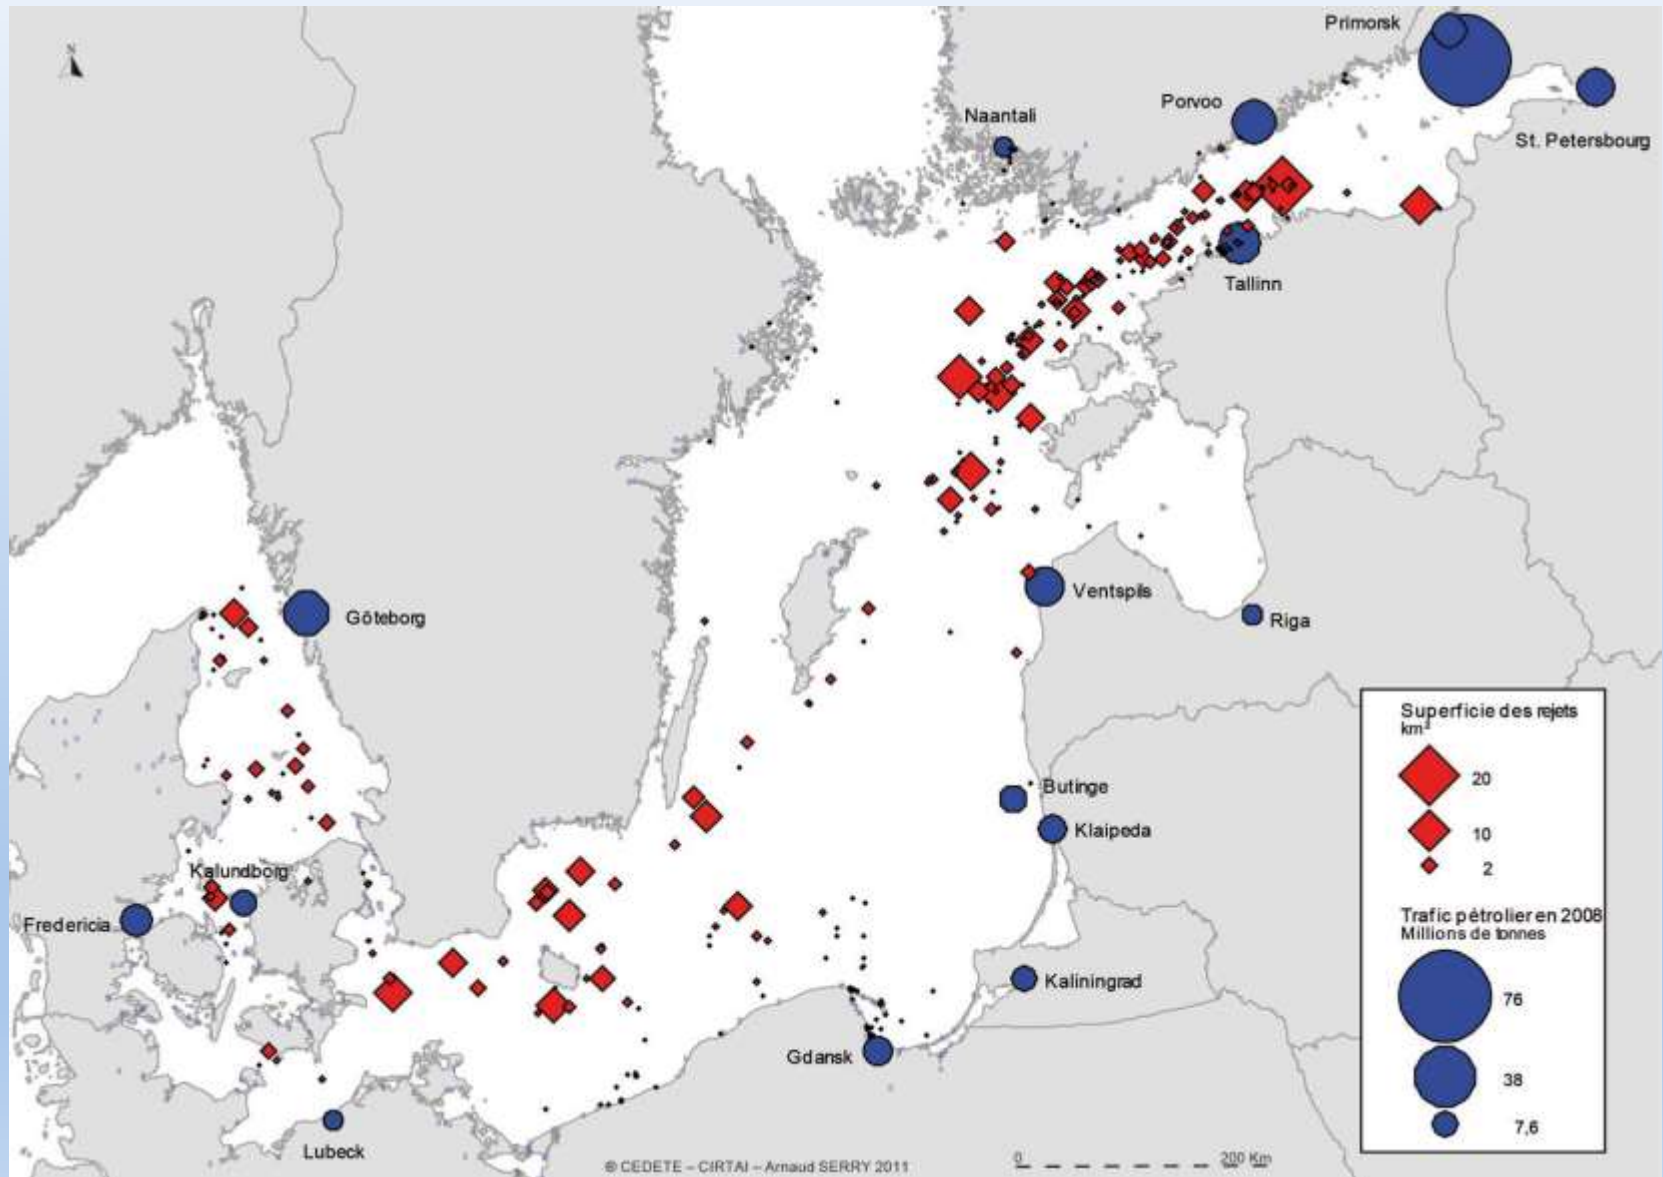 N
Primorsk
Porvoo
Naantali
St. Petersbourg
Tallinn
Göteborg
Ventspils
Riga
Butinge
Klaipeda
Kalundborg
Fredericia
Kaliningrad
Gdansk
Lubeck
Superficie des rejets
km²
20
10
2
Trafic pétrolier en 2008
Millions de tonnes
76
38
7,6
© CEDETE – CIRTAI – Arnaud SERRY 2011
0 200 Km